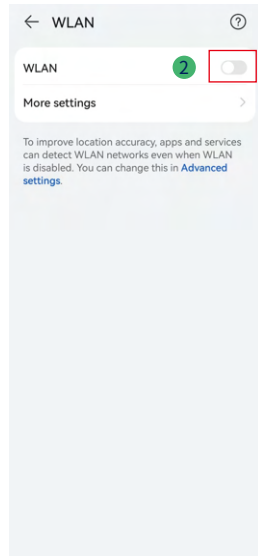 ← WLAN ?
WLAN 2
More settings >
To improve location accuracy, apps and services
can detect WLAN networks even when WLAN
is disabled. You can change this in Advanced
settings.